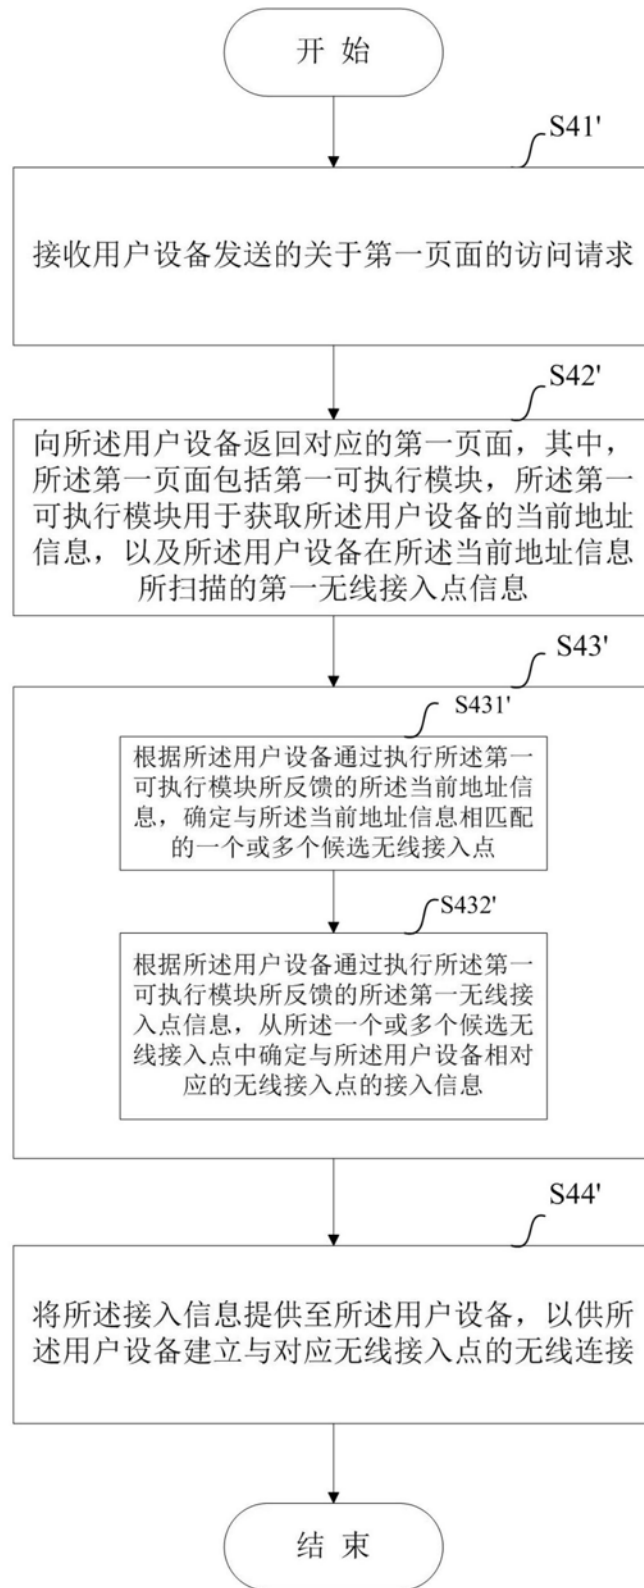 开 始
S41'
接收用户设备发送的关于第一页面的访问请求
S42'
向所述用户设备返回对应的第一页面，其中，
所述第一页面包括第一可执行模块，所述第一
可执行模块用于获取所述用户设备的当前地址
信息，以及所述用户设备在所述当前地址信息
所扫描的第一无线接入点信息
S43'
S431'
根据所述用户设备通过执行所述第一
可执行模块所反馈的所述当前地址信
息，确定与所述当前地址信息相匹配
的一个或多个候选无线接入点
S432'
根据所述用户设备通过执行所述第一
可执行模块所反馈的所述第一无线接
入点信息，从所述一个或多个候选无
线接入点中确定与所述用户设备相对
应的无线接入点的接入信息
S44'
将所述接入信息提供至所述用户设备，以供所
述用户设备建立与对应无线接入点的无线连接
结 束